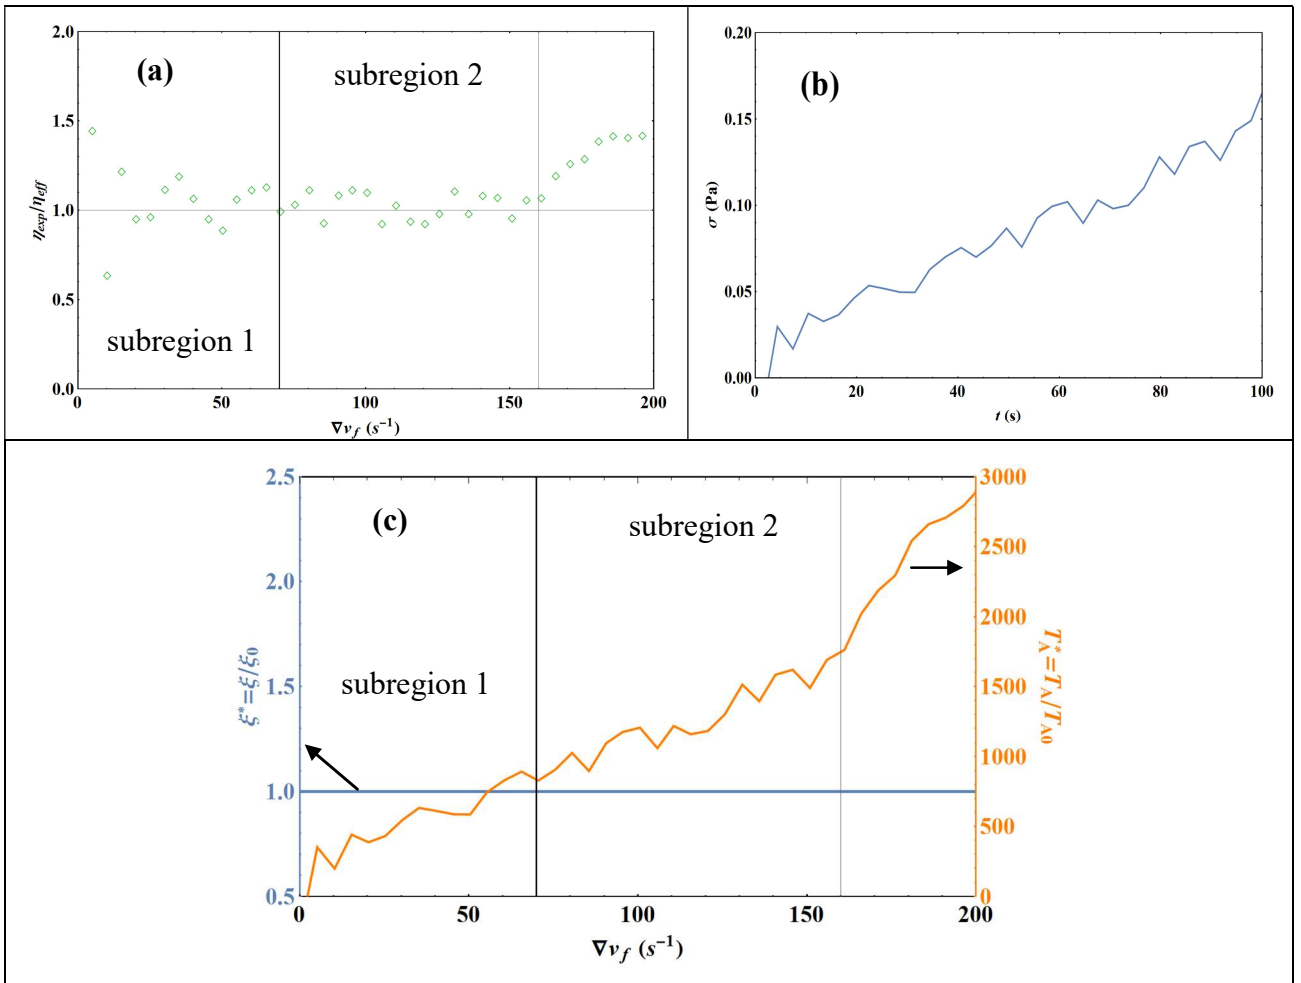 (a)
subregion 2
subregion 1
2.0
1.5
1.0
0.5
0.0
η_exp/η_eff
0 50 100 150 200
∇v_f (s⁻¹)
(b)
0.20
0.15
0.10
0.05
0.00
σ (Pa)
0 20 40 60 80 100
t (s)
(c)
subregion 2
subregion 1
2.5
2.0
1.5
1.0
0.5
ξ*=ξ/ξ₀
3000
2500
2000
1500
1000
500
0
T_A*=T_A/T_A0
0 50 100 150 200
∇v_f (s⁻¹)